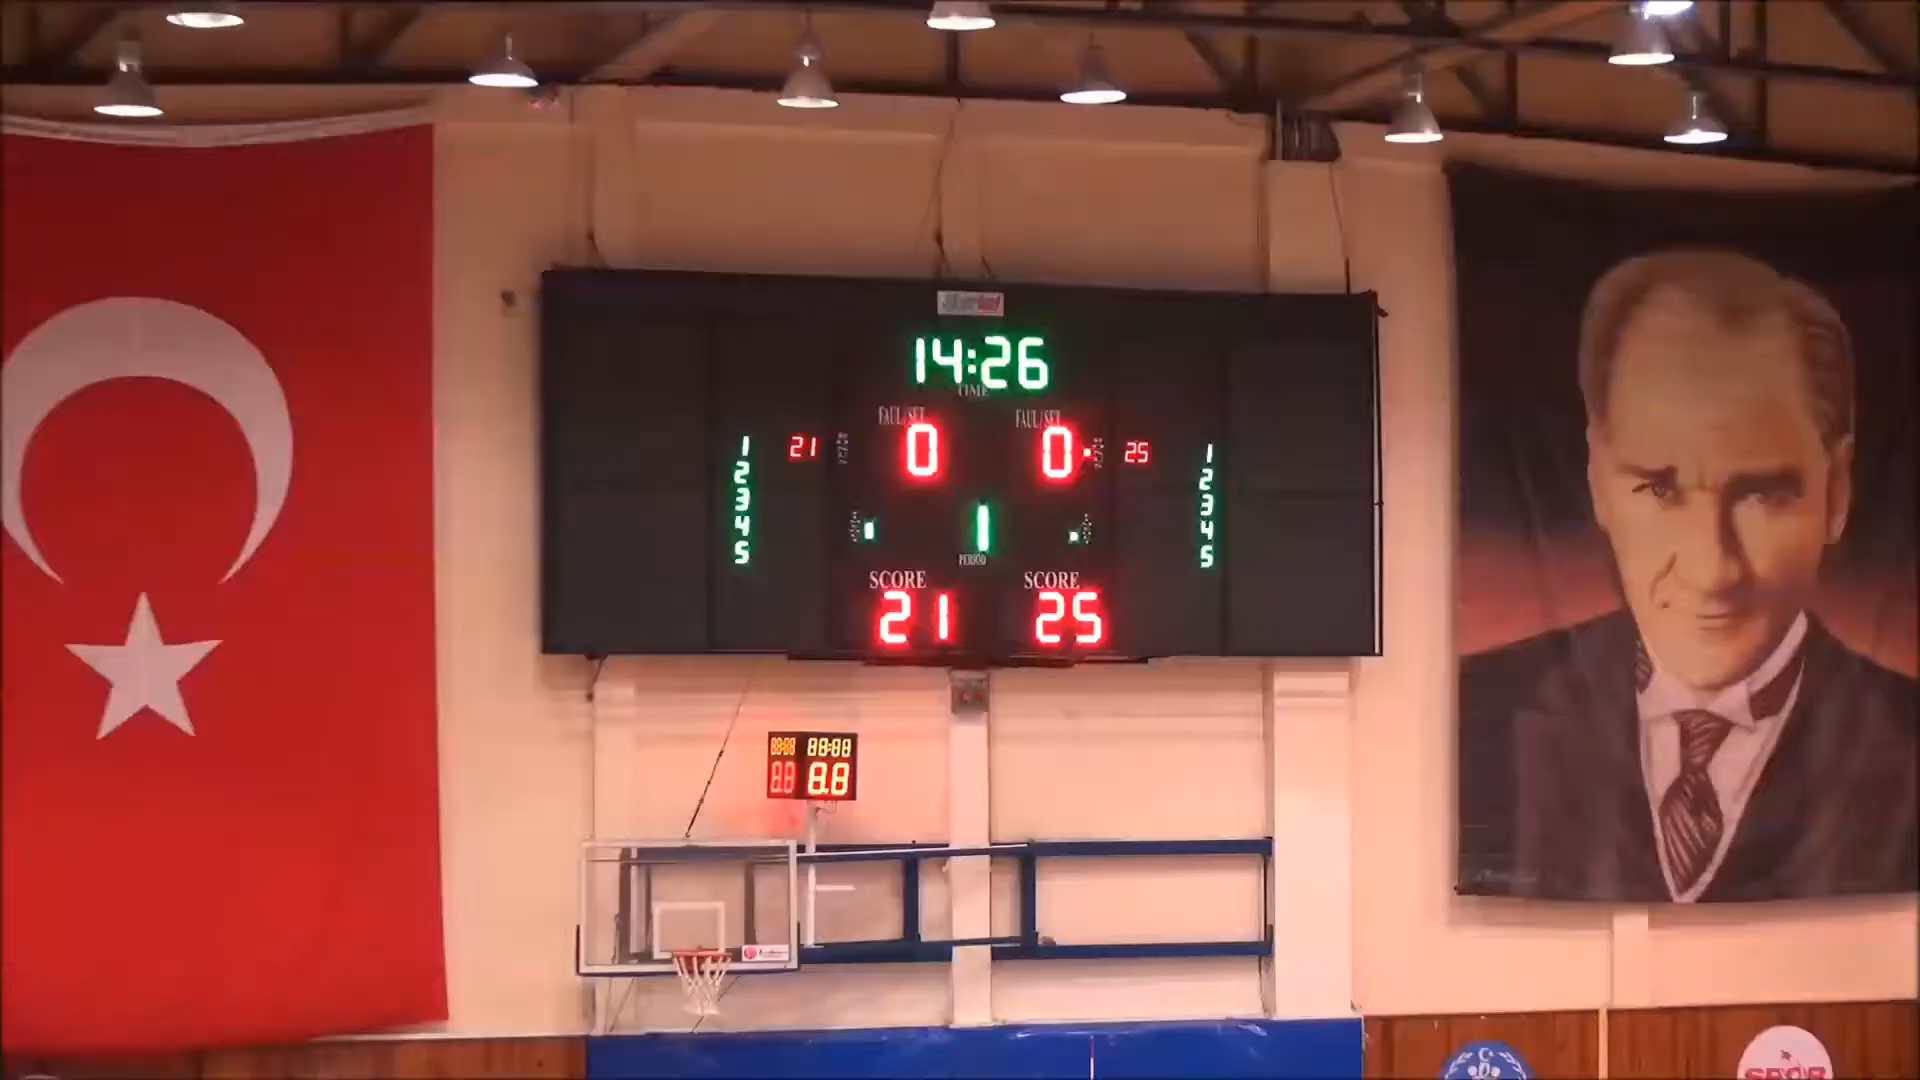 14:26
TIME
FAUL/SET FAUL/SET
0 0
21 25
1 1
2 2
3 3
4 4
5 5
1
PERIOD
SCORE SCORE
21 25
88:88 88:88
8.8 8.8
SPOR